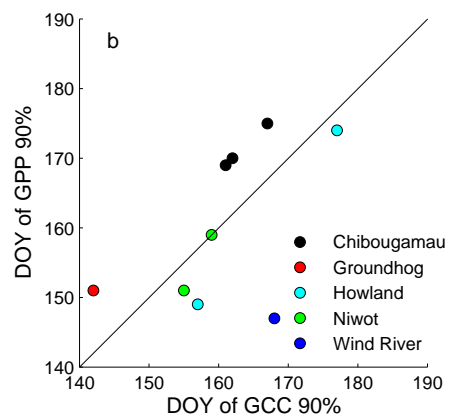 b
DOY of GPP 90%
190
180
170
160
150
140
Chibougamau
Groundhog
Howland
Niwot
Wind River
140 150 160 170 180 190
DOY of GCC 90%